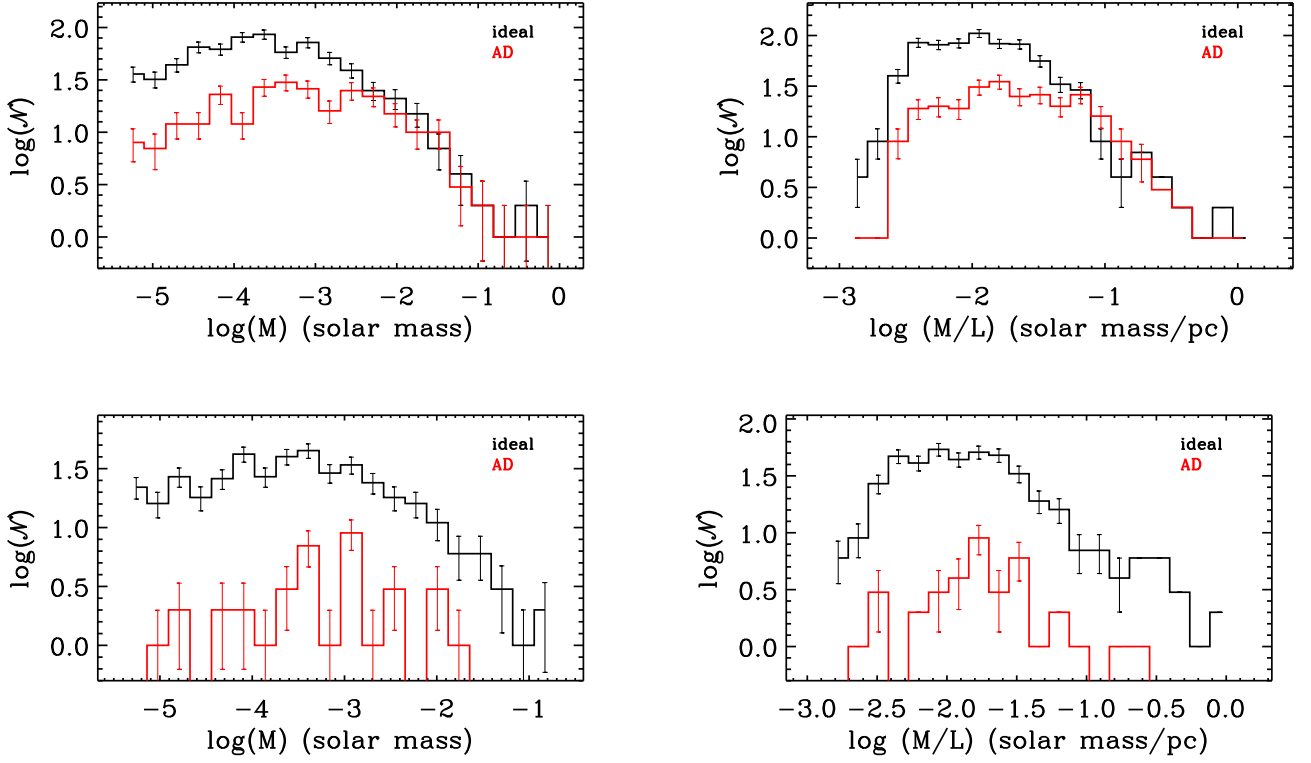 ideal
AD
2.0
1.5
1.0
0.5
0.0
log(𝒩)
−5 −4 −3 −2 −1 0
log(M) (solar mass)
ideal
AD
2.0
1.5
1.0
0.5
0.0
log(𝒩)
−3 −2 −1 0
log (M/L) (solar mass/pc)
ideal
AD
1.5
1.0
0.5
0.0
log(𝒩)
−5 −4 −3 −2 −1
log(M) (solar mass)
ideal
AD
2.0
1.5
1.0
0.5
0.0
log(𝒩)
−3.0 −2.5 −2.0 −1.5 −1.0 −0.5 0.0
log (M/L) (solar mass/pc)